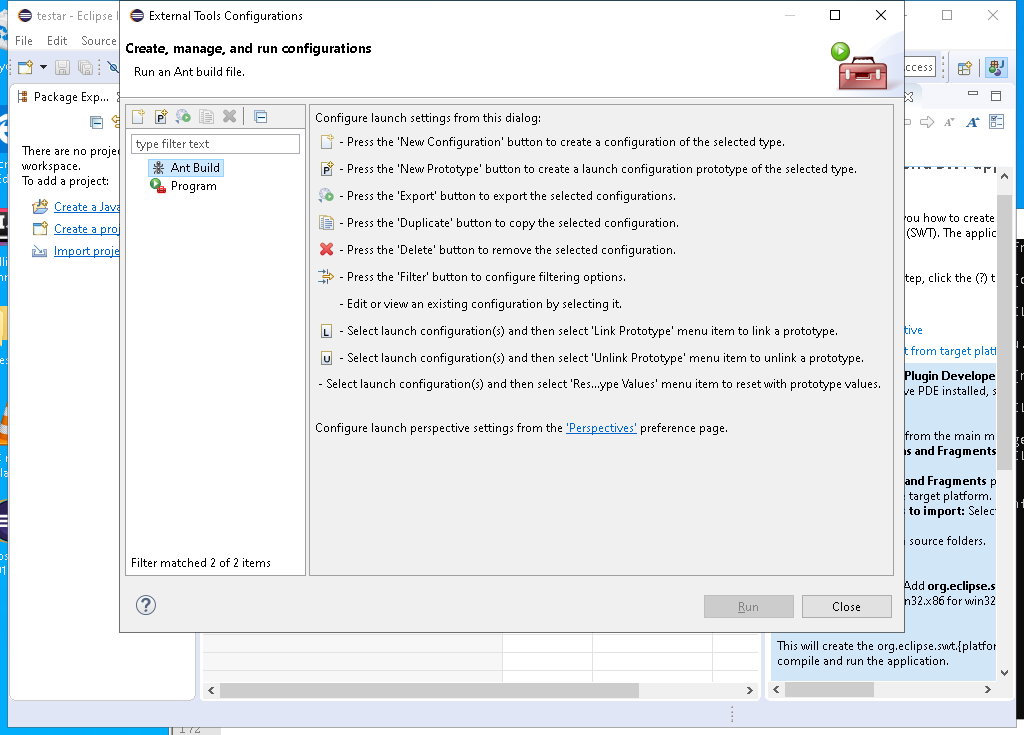 testar - Eclipse I
External Tools Configurations
File Edit Source
Create, manage, and run configurations
Run an Ant build file.
Package Exp...
There are no proje
workspace.
To add a project:
Create a Java
Create a proj
Import proje
type filter text
Ant Build
Program
Filter matched 2 of 2 items
Configure launch settings from this dialog:
- Press the 'New Configuration' button to create a configuration of the selected type.
P - Press the 'New Prototype' button to create a launch configuration prototype of the selected type.
- Press the 'Export' button to export the selected configurations.
- Press the 'Duplicate' button to copy the selected configuration.
- Press the 'Delete' button to remove the selected configuration.
- Press the 'Filter' button to configure filtering options.
- Edit or view an existing configuration by selecting it.
L - Select launch configuration(s) and then select 'Link Prototype' menu item to link a prototype.
U - Select launch configuration(s) and then select 'Unlink Prototype' menu item to unlink a prototype.
- Select launch configuration(s) and then select 'Res...ype Values' menu item to reset with prototype values.
Configure launch perspective settings from the 'Perspectives' preference page.
Run
Close
ccess
you how to create
(SWT). The applic
tep, click the (?) t
tive
t from target platf
Plugin Develope
ve PDE installed, s
from the main m
ns and Fragments
and Fragments p
target platform.
s to import: Selec
source folders.
Add org.eclipse.s
n32.x86 for win32
This will create the org.eclipse.swt.{platfor
compile and run the application.
172